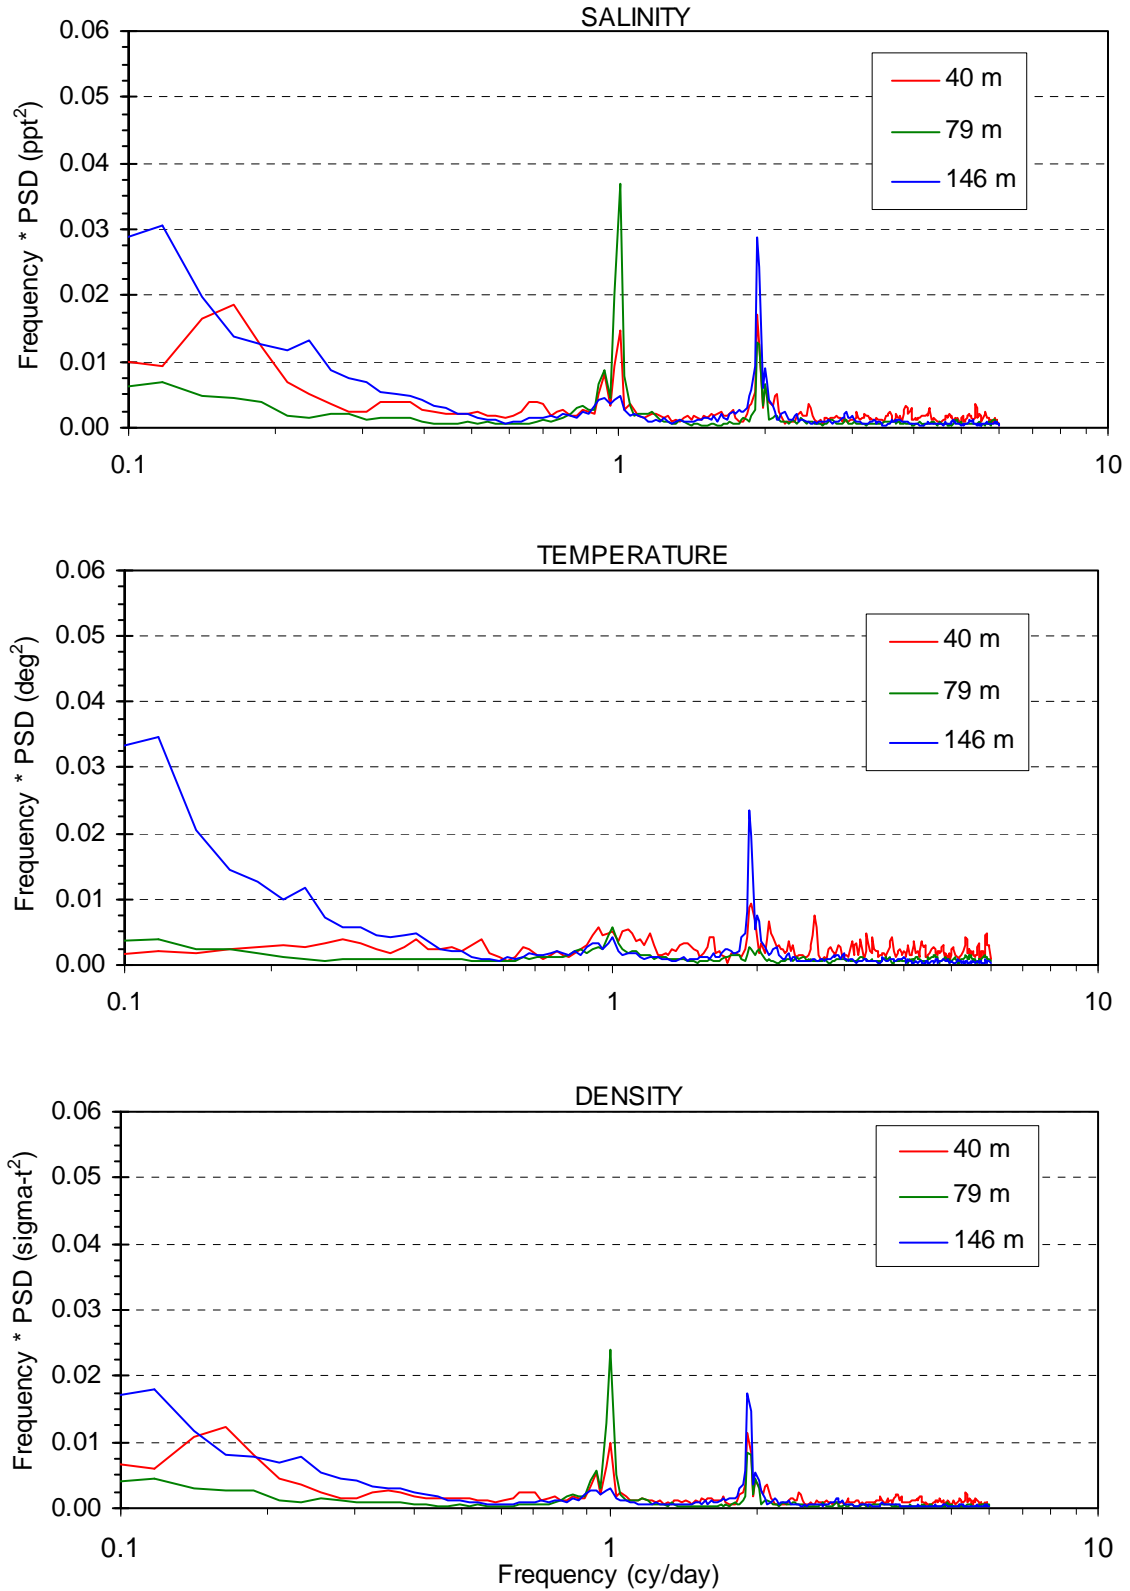 SALINITY
Frequency * PSD (ppt²)
0.06
0.05
0.04
0.03
0.02
0.01
0.00
0.1
1
10
40 m
79 m
146 m
TEMPERATURE
Frequency * PSD (deg²)
0.06
0.05
0.04
0.03
0.02
0.01
0.00
0.1
1
10
40 m
79 m
146 m
DENSITY
Frequency * PSD (sigma-t²)
0.06
0.05
0.04
0.03
0.02
0.01
0.00
0.1
1
10
40 m
79 m
146 m
Frequency (cy/day)